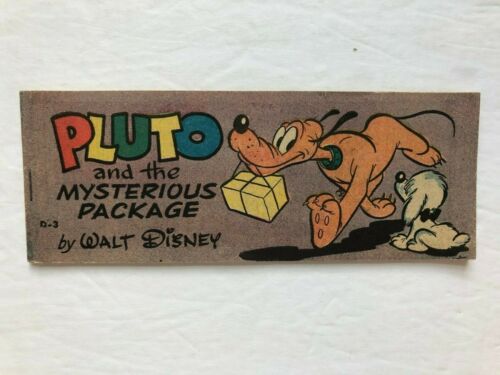 PLUTO
and the
MYSTERIOUS
PACKAGE
D-3
by WALT DISNEY